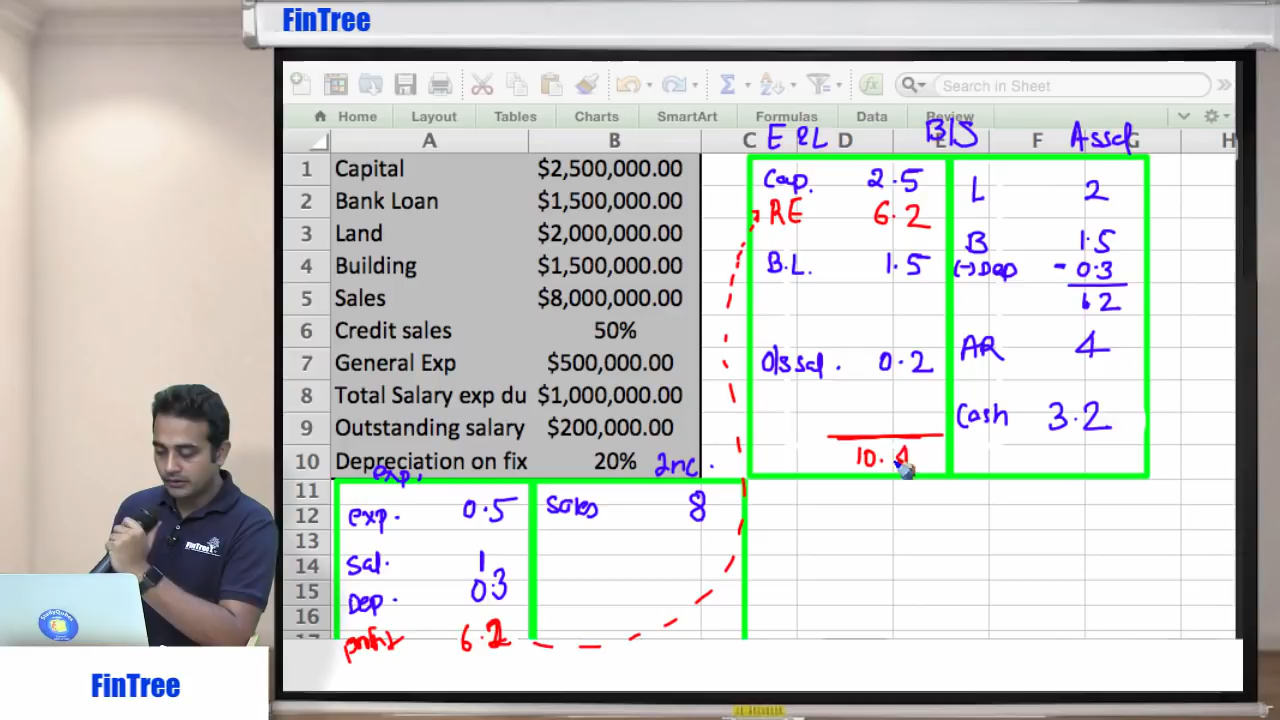 FinTree
Search in Sheet
Home Layout Tables Charts SmartArt Formulas Data Review
E & L B/S Asset
A B C D E F G H
1 Capital $2,500,000.00
2 Bank Loan $1,500,000.00
3 Land $2,000,000.00
4 Building $1,500,000.00
5 Sales $8,000,000.00
6 Credit sales 50%
7 General Exp $500,000.00
8 Total Salary exp du $1,000,000.00
9 Outstanding salary $200,000.00
10 Depreciation on fix 20%
11
12
13
14
15
16
17
Cap. 2.5
RE 6.2
B.L. 1.5
O/s sal. 0.2
10.4
L 2
B 1.5
(-) Dep - 0.3
1.2
AR 4
Cash 3.2
exp. Inc.
exp. 0.5
Sal. 1
Dep. 0.3
profit 6.2
Sales 8
FinTree
FinTree